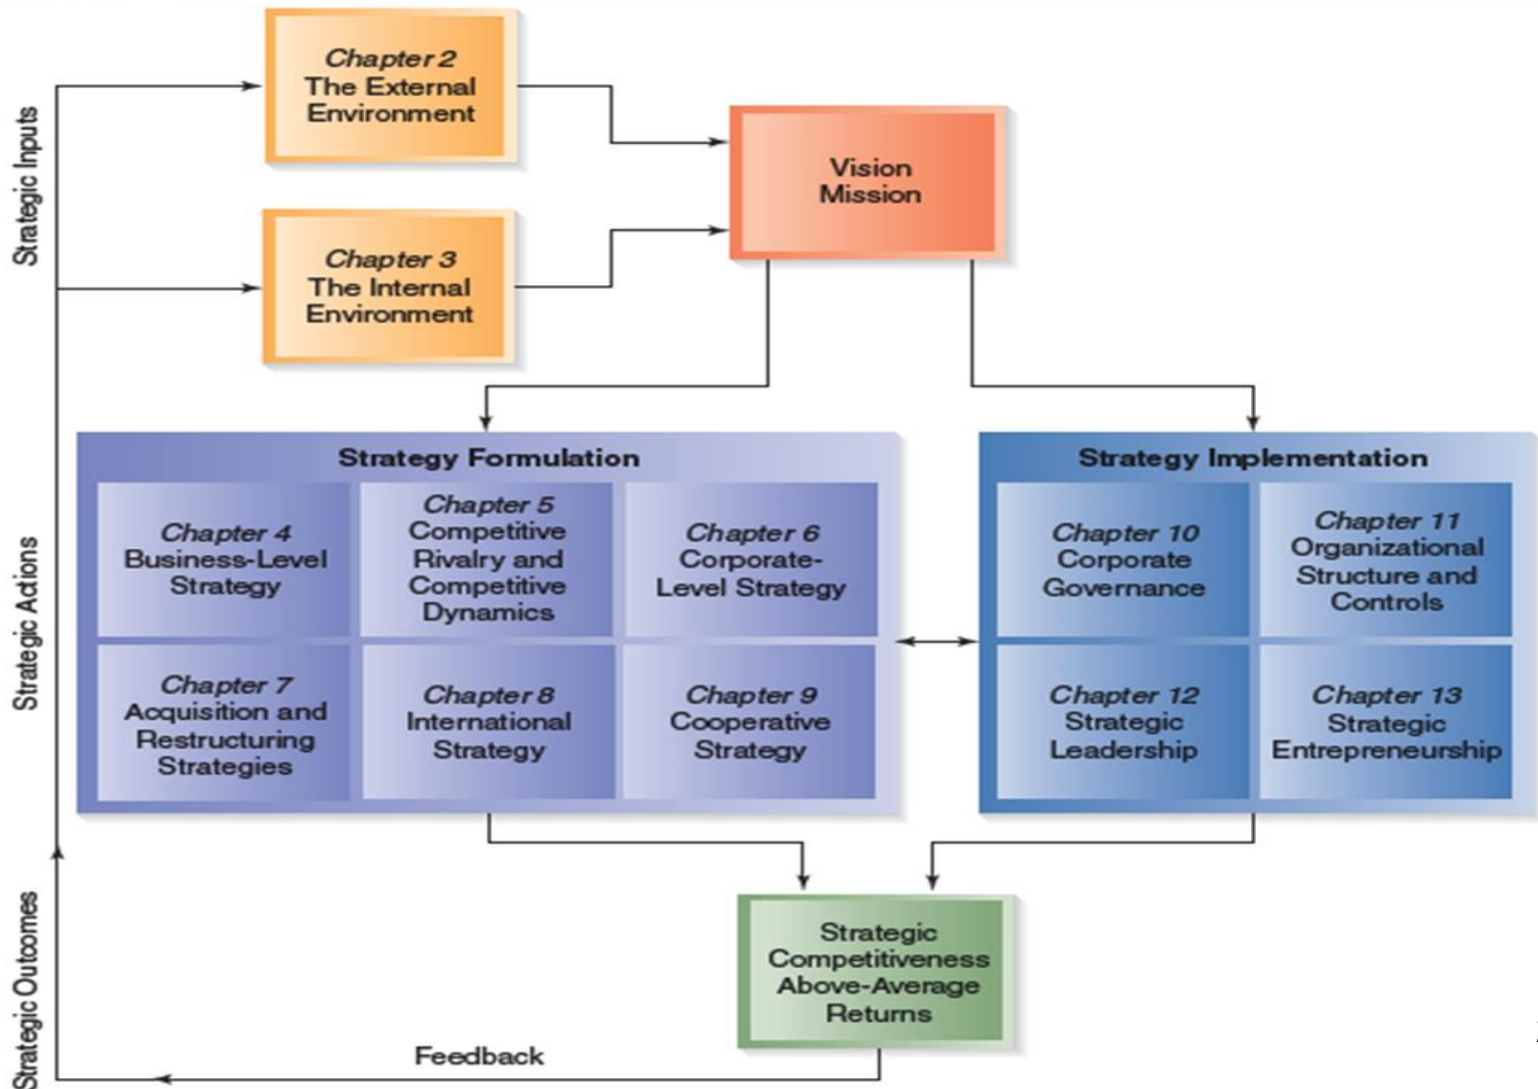 Strategic Inputs
Chapter 2
The External
Environment
Vision
Mission
Chapter 3
The Internal
Environment
Strategic Actions
Strategy Formulation
Chapter 4
Business-Level
Strategy
Chapter 5
Competitive
Rivalry and
Competitive
Dynamics
Chapter 6
Corporate-
Level Strategy
Chapter 7
Acquisition and
Restructuring
Strategies
Chapter 8
International
Strategy
Chapter 9
Cooperative
Strategy
Strategy Implementation
Chapter 10
Corporate
Governance
Chapter 11
Organizational
Structure and
Controls
Chapter 12
Strategic
Leadership
Chapter 13
Strategic
Entrepreneurship
Strategic Outcomes
Strategic
Competitiveness
Above-Average
Returns
Feedback